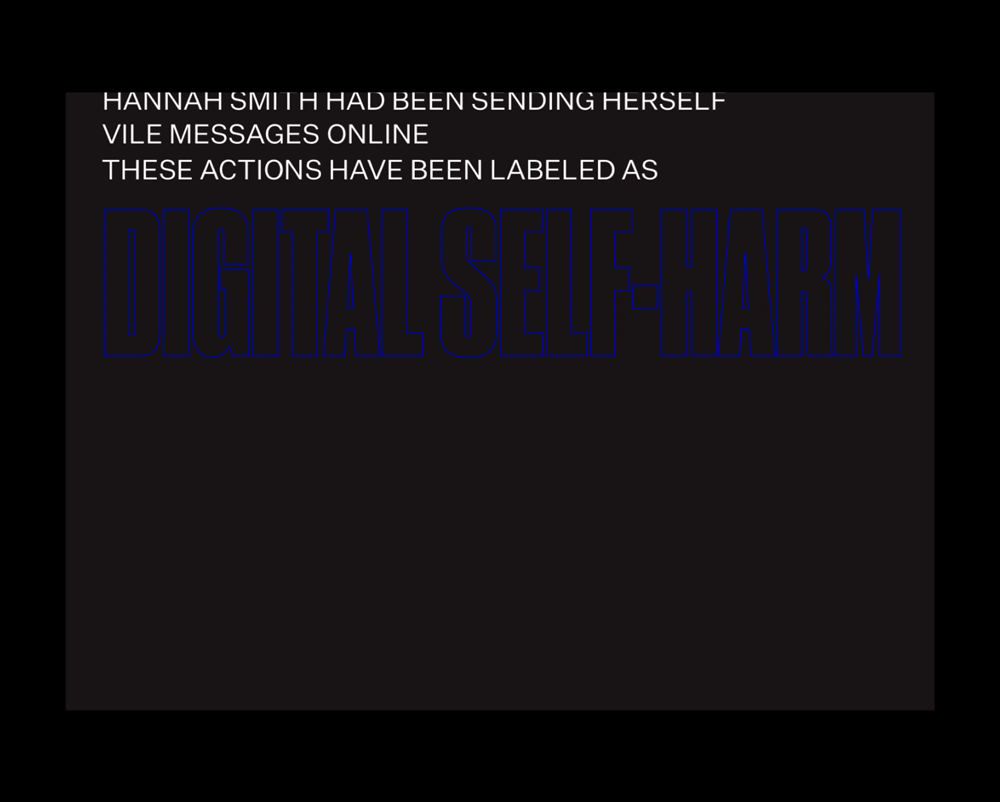 HANNAH SMITH HAD BEEN SENDING HERSELF
VILE MESSAGES ONLINE
THESE ACTIONS HAVE BEEN LABELED AS
DIGITAL SELF-HARM